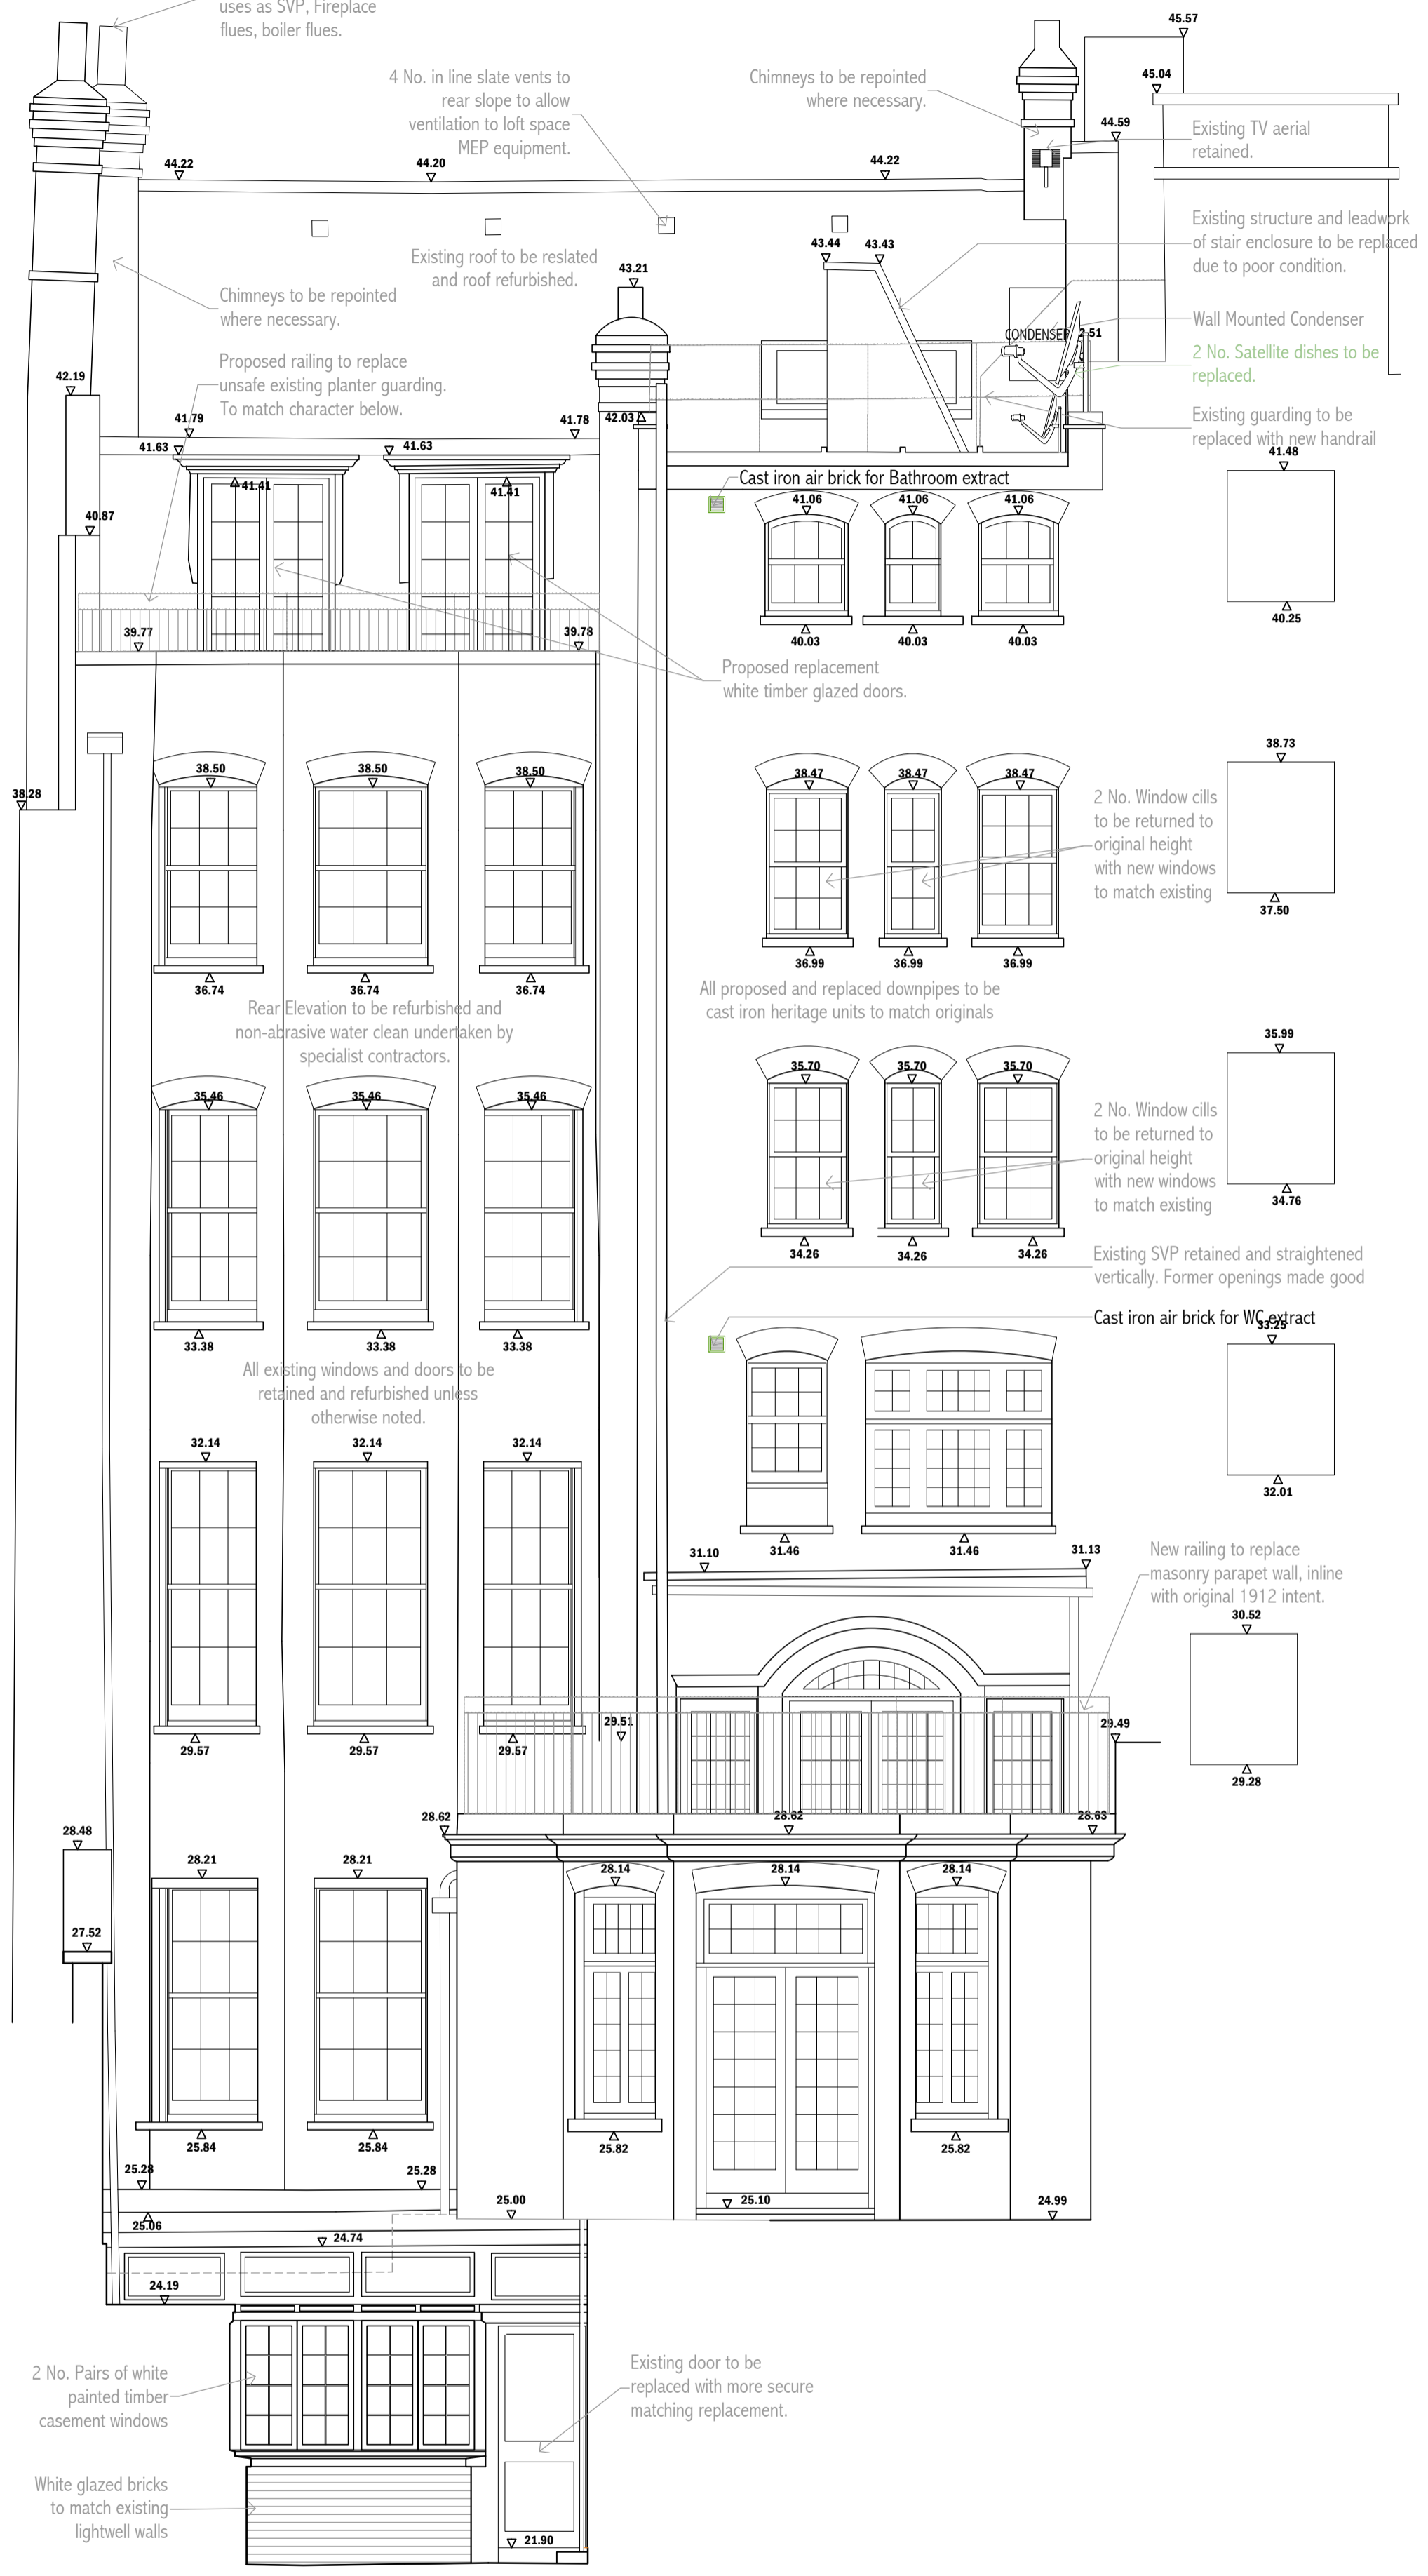 uses as SVP, Fireplace
flues, boiler flues.
4 No. in line slate vents to
rear slope to allow
ventilation to loft space
MEP equipment.
Chimneys to be repointed
where necessary.
45.57
45.04
44.59
Existing TV aerial
retained.
44.22
44.20
44.22
Existing structure and leadwork
of stair enclosure to be replaced
due to poor condition.
43.44
43.43
Existing roof to be reslated
and roof refurbished.
43.21
Chimneys to be repointed
where necessary.
Wall Mounted Condenser
2.51
2 No. Satellite dishes to be
replaced.
Proposed railing to replace
unsafe existing planter guarding.
To match character below.
42.19
Existing guarding to be
replaced with new handrail
41.79
41.78
42.03
41.63
41.63
41.48
41.41
41.41
Cast iron air brick for Bathroom extract
41.06
41.06
41.06
40.87
40.25
39.77
39.78
40.03
40.03
40.03
Proposed replacement
white timber glazed doors.
38.73
38.50
38.50
38.50
38.47
38.47
38.47
38.28
2 No. Window cills
to be returned to
original height
with new windows
to match existing
37.50
36.99
36.99
36.99
36.74
36.74
36.74
All proposed and replaced downpipes to be
cast iron heritage units to match originals
Rear Elevation to be refurbished and
non-abrasive water clean undertaken by
specialist contractors.
35.99
35.70
35.70
35.70
35.46
35.46
35.46
2 No. Window cills
to be returned to
original height
with new windows
to match existing
34.76
34.26
34.26
34.26
Existing SVP retained and straightened
vertically. Former openings made good
Cast iron air brick for WC extract
33.25
33.38
33.38
33.38
All existing windows and doors to be
retained and refurbished unless
otherwise noted.
32.14
32.14
32.14
32.01
31.46
31.46
31.10
31.13
New railing to replace
masonry parapet wall, inline
with original 1912 intent.
30.52
29.51
29.49
29.57
29.57
29.57
29.28
28.62
28.62
28.63
28.48
28.21
28.21
28.14
28.14
28.14
27.52
25.84
25.84
25.82
25.82
25.28
25.28
25.00
25.10
24.99
25.06
24.74
24.19
2 No. Pairs of white
painted timber
casement windows
Existing door to be
replaced with more secure
matching replacement.
White glazed bricks
to match existing
lightwell walls
21.90